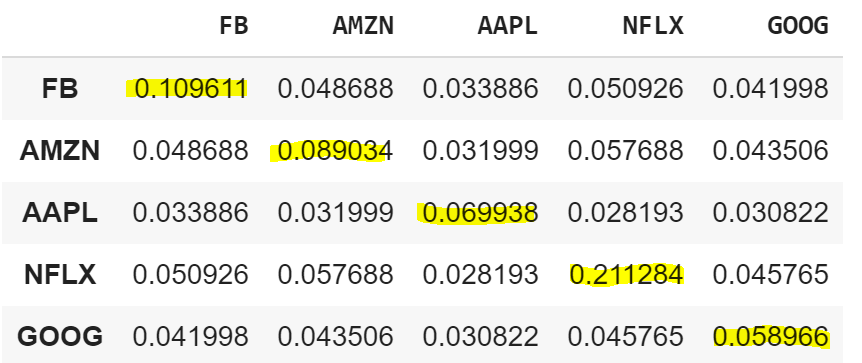 FB AMZN AAPL NFLX GOOG
FB 0.109611 0.048688 0.033886 0.050926 0.041998
AMZN 0.048688 0.089034 0.031999 0.057688 0.043506
AAPL 0.033886 0.031999 0.069938 0.028193 0.030822
NFLX 0.050926 0.057688 0.028193 0.211284 0.045765
GOOG 0.041998 0.043506 0.030822 0.045765 0.058966